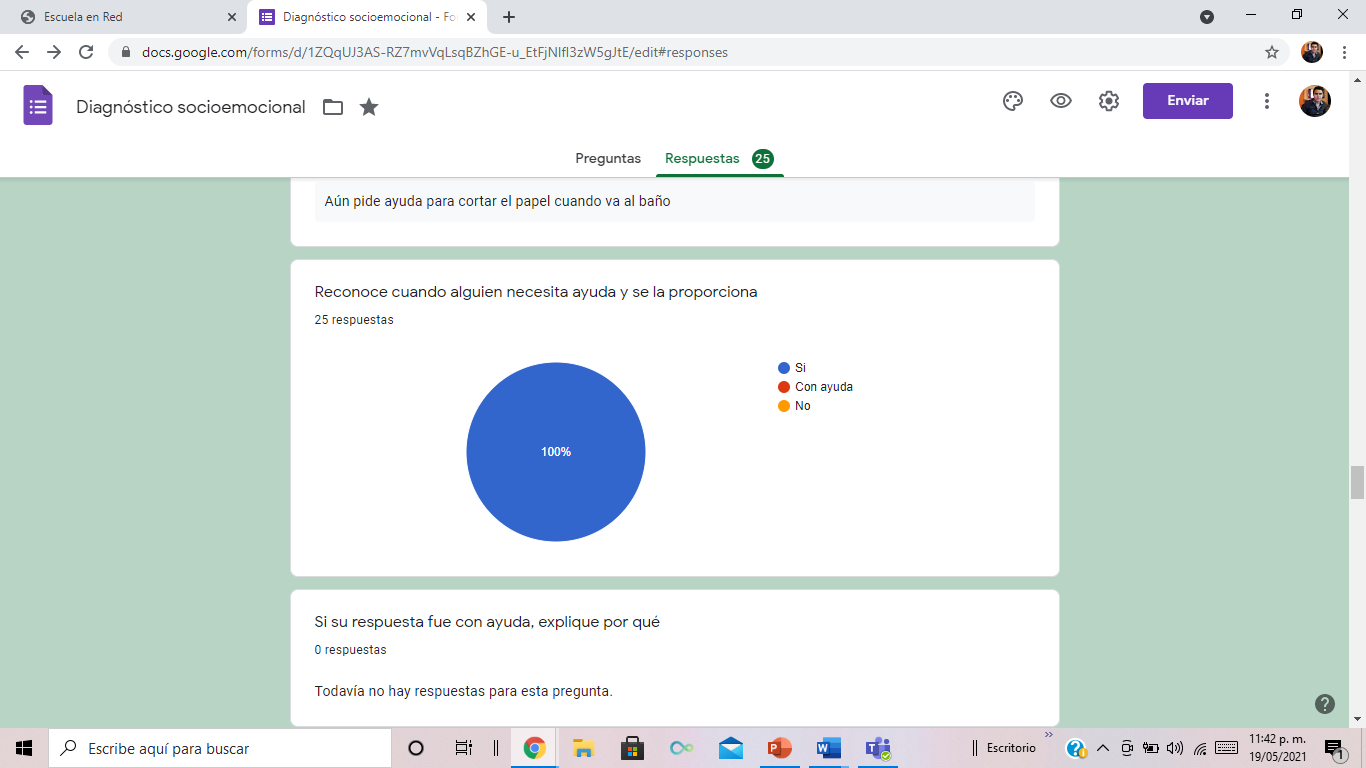 Escuela en Red
Diagnóstico socioemocional - Fo
docs.google.com/forms/d/1ZQqUJ3AS-RZ7mvVqLsqBZhGE-u_EtFjNIfl3zW5gJtE/edit#responses
Diagnóstico socioemocional
Enviar
Preguntas
Respuestas
25
Aún pide ayuda para cortar el papel cuando va al baño
Reconoce cuando alguien necesita ayuda y se la proporciona
25 respuestas
100%
Si
Con ayuda
No
Si su respuesta fue con ayuda, explique por qué
0 respuestas
Todavía no hay respuestas para esta pregunta.
Escribe aquí para buscar
Escritorio
11:42 p. m.
19/05/2021
1